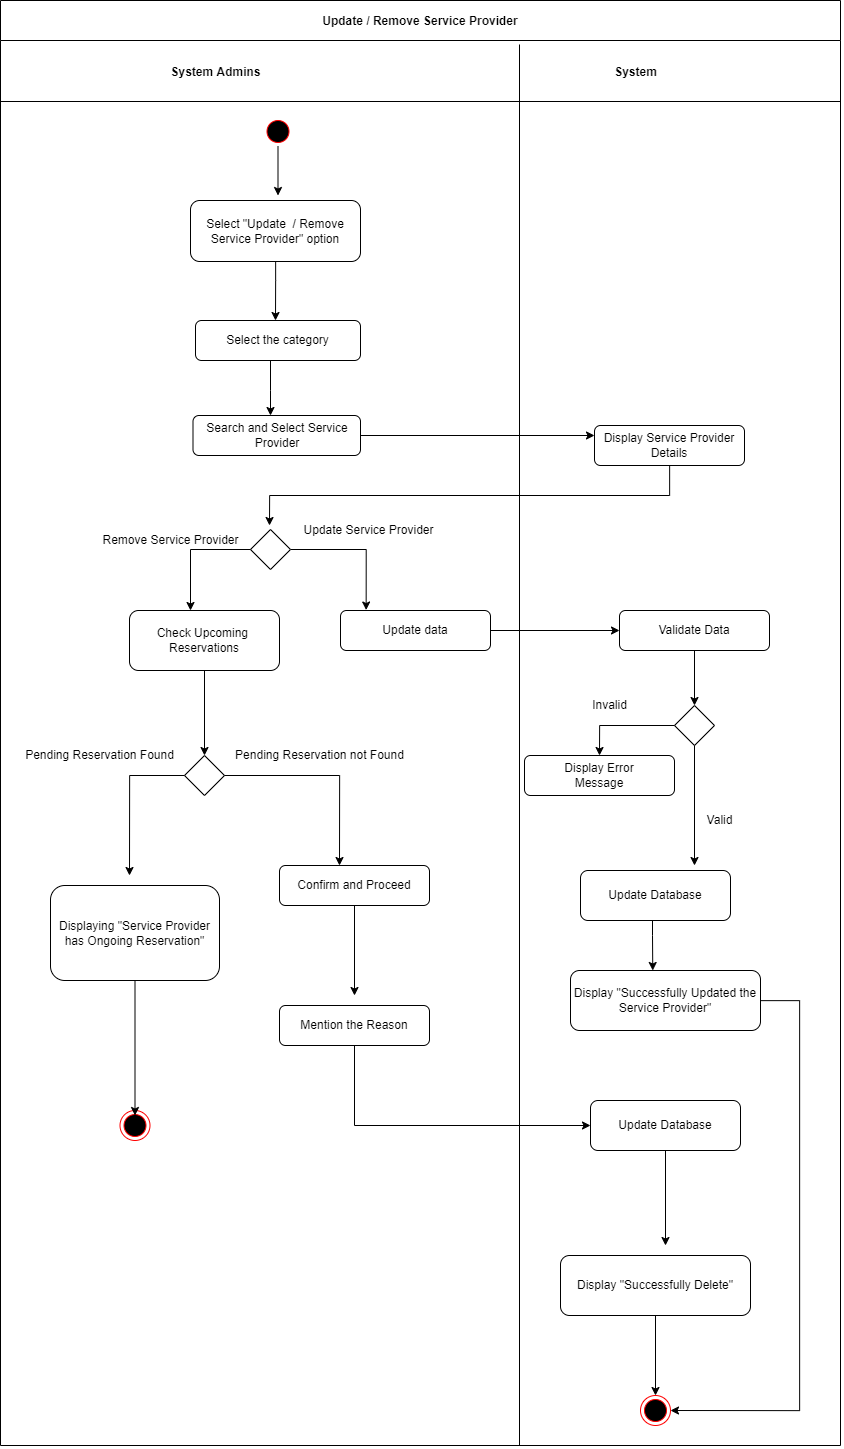 Update / Remove Service Provider
System Admins
System
Select "Update / Remove
Service Provider" option
Select the category
Search and Select Service
Provider
Display Service Provider
Details
Remove Service Provider
Update Service Provider
Check Upcoming
Reservations
Update data
Validate Data
Invalid
Display Error
Message
Pending Reservation Found
Pending Reservation not Found
Valid
Confirm and Proceed
Update Database
Displaying "Service Provider
has Ongoing Reservation"
Display "Successfully Updated the
Service Provider"
Mention the Reason
Update Database
Display "Successfully Delete"